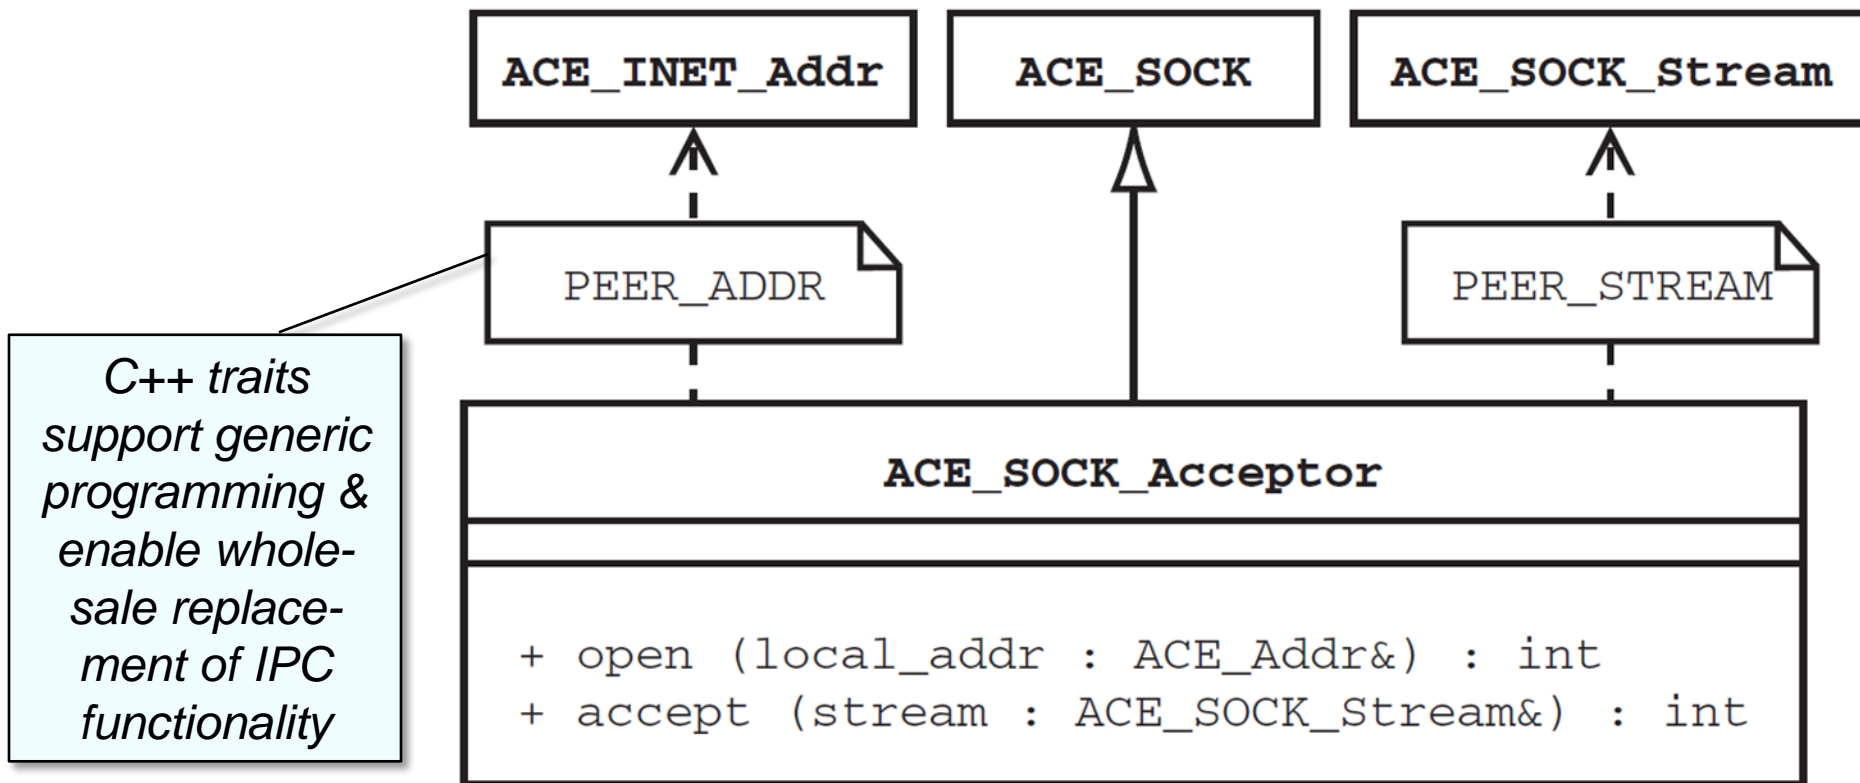 ACE_INET_Addr
ACE_SOCK
ACE_SOCK_Stream
PEER_ADDR
PEER_STREAM
C++ traits
support generic
programming &
enable whole-
sale replace-
ment of IPC
functionality
ACE_SOCK_Acceptor
+ open (local_addr : ACE_Addr&) : int
+ accept (stream : ACE_SOCK_Stream&) : int